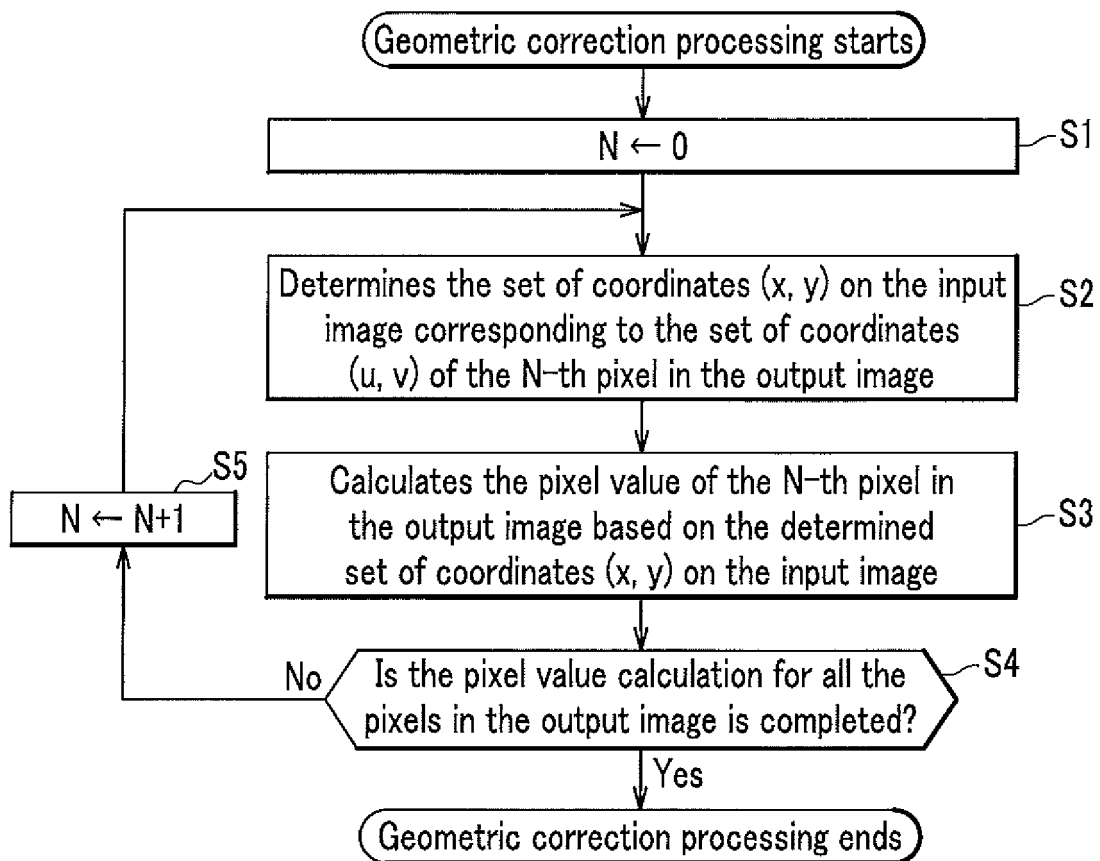 Geometric correction processing starts
N ← 0
S1
Determines the set of coordinates (x, y) on the input
image corresponding to the set of coordinates
(u, v) of the N-th pixel in the output image
S2
Calculates the pixel value of the N-th pixel in
the output image based on the determined
set of coordinates (x, y) on the input image
S3
S5
N ← N+1
Is the pixel value calculation for all the
pixels in the output image is completed?
S4
No
Yes
Geometric correction processing ends